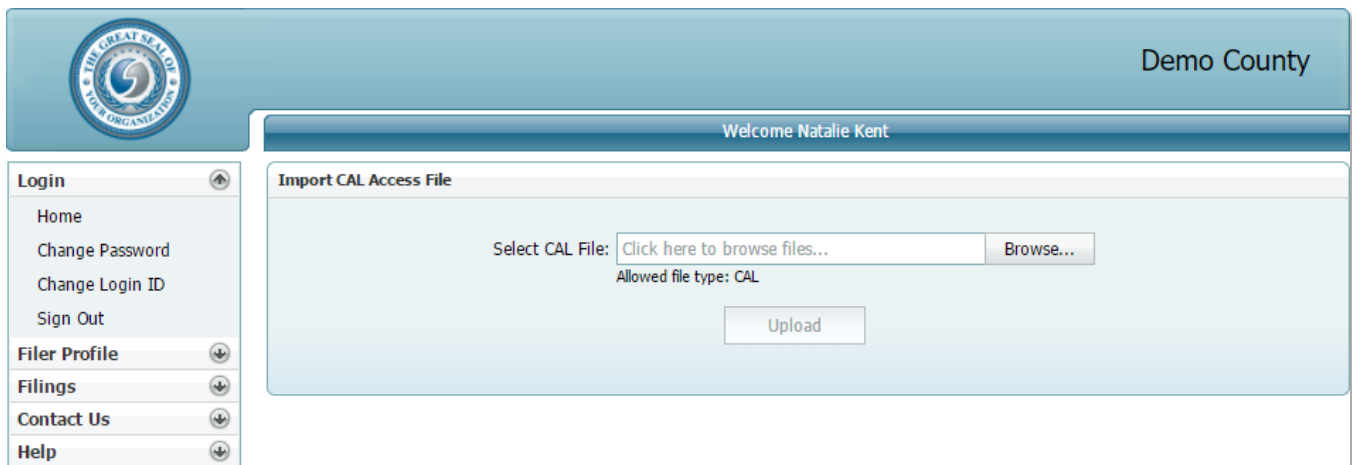 THE GREAT SEAL OF
YOUR ORGANIZATION
Demo County
Welcome Natalie Kent
Login
Home
Change Password
Change Login ID
Sign Out
Filer Profile
Filings
Contact Us
Help
Import CAL Access File
Select CAL File: Click here to browse files... Browse...
Allowed file type: CAL
Upload